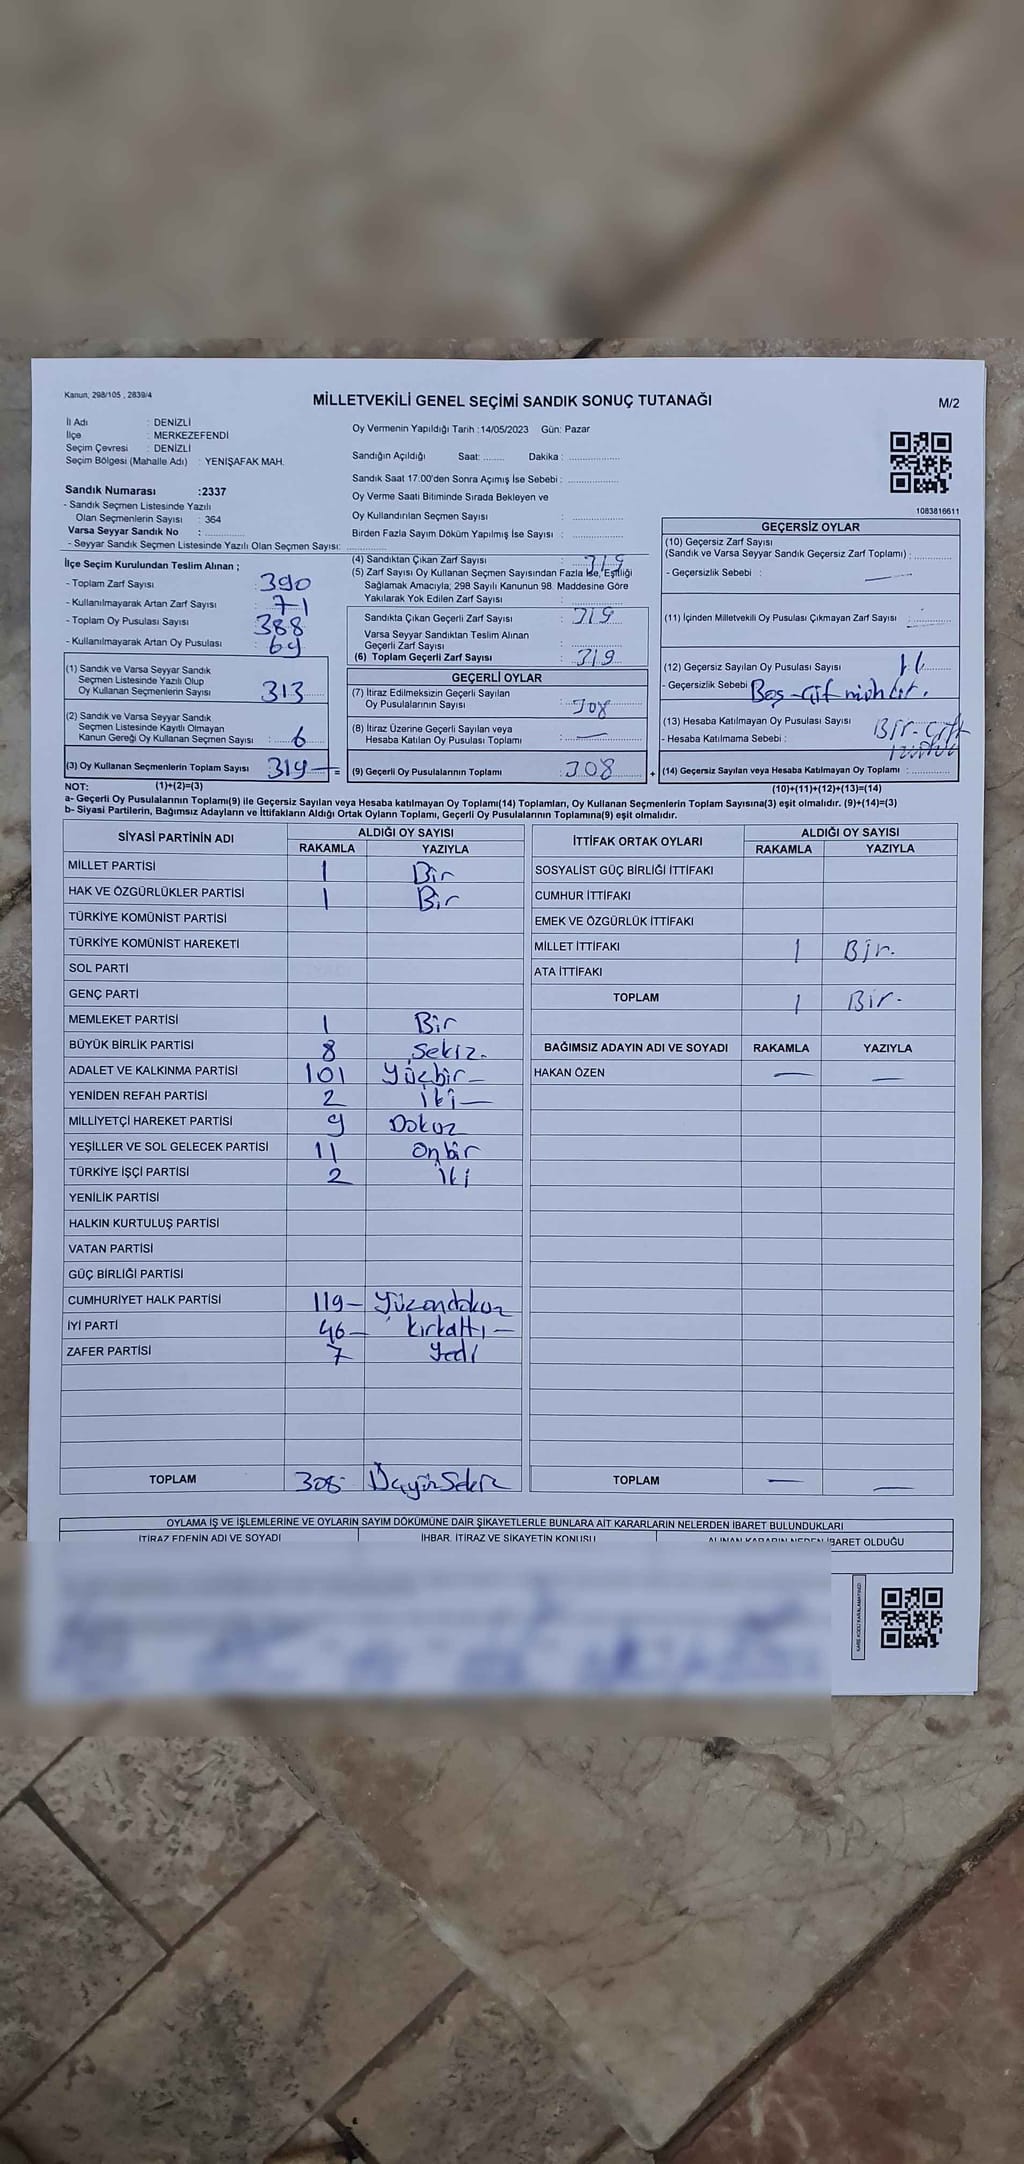 Kanun, 298/105 , 2839/4
MİLLETVEKİLİ GENEL SEÇİMİ SANDIK SONUÇ TUTANAĞI
M/2
İl Adı : DENİZLİ
İlçe : MERKEZEFENDİ
Seçim Çevresi : DENİZLİ
Seçim Bölgesi (Mahalle Adı) : YENİŞAFAK MAH.
Sandık Numarası :2337
- Sandık Seçmen Listesinde Yazılı
Olan Seçmenlerin Sayısı : 364
Varsa Seyyar Sandık No :
- Seyyar Sandık Seçmen Listesinde Yazılı Olan Seçmen Sayısı:
Oy Vermenin Yapıldığı Tarih :14/05/2023 Gün: Pazar
Sandığın Açıldığı Saat: ........ Dakika : ....................
Sandık Saat 17:00'den Sonra Açımış İse Sebebi : ....................
Oy Verme Saati Bitiminde Sırada Bekleyen ve
Oy Kullandırılan Seçmen Sayısı : ....................
Birden Fazla Sayım Döküm Yapılmış İse Sayısı : ....................
1083816611
İlçe Seçim Kurulundan Teslim Alınan ;
- Toplam Zarf Sayısı : 390
- Kullanılmayarak Artan Zarf Sayısı : 71
- Toplam Oy Pusulası Sayısı : 388
- Kullanılmayarak Artan Oy Pusulası : 69
(1) Sandık ve Varsa Seyyar Sandık
Seçmen Listesinde Yazılı Olup
Oy Kullanan Seçmenlerin Sayısı 313
(2) Sandık ve Varsa Seyyar Sandık
Seçmen Listesinde Kayıtlı Olmayan
Kanun Gereği Oy Kullanan Seçmen Sayısı : 6
(3) Oy Kullanan Seçmenlerin Toplam Sayısı 319 =
(1)+(2)=(3)
(4) Sandıktan Çıkan Zarf Sayısı : 319
(5) Zarf Sayısı Oy Kullanan Seçmen Sayısından Fazla İse, Eşitliği
Sağlamak Amacıyla, 298 Sayılı Kanunun 98. Maddesine Göre
Yakılarak Yok Edilen Zarf Sayısı :
Sandıkta Çıkan Geçerli Zarf Sayısı : 319
Varsa Seyyar Sandıktan Teslim Alınan
Geçerli Zarf Sayısı :
(6) Toplam Geçerli Zarf Sayısı : 319
GEÇERLİ OYLAR
(7) İtiraz Edilmeksizin Geçerli Sayılan
Oy Pusulalarının Sayısı : 308
(8) İtiraz Üzerine Geçerli Sayılan veya
Hesaba Katılan Oy Pusulası Toplamı : —
(9) Geçerli Oy Pusulalarının Toplamı : 308 +
GEÇERSİZ OYLAR
(10) Geçersiz Zarf Sayısı
(Sandık ve Varsa Seyyar Sandık Geçersiz Zarf Toplamı) :
- Geçersizlik Sebebi : —
(11) İçinden Milletvekili Oy Pusulası Çıkmayan Zarf Sayısı :
(12) Geçersiz Sayılan Oy Pusulası Sayısı : 11
- Geçersizlik Sebebi : Boş-Çift mühür.
(13) Hesaba Katılmayan Oy Pusulası Sayısı
- Hesaba Katılmama Sebebi :
(14) Geçersiz Sayılan veya Hesaba Katılmayan Oy Toplamı :
(10)+(11)+(12)+(13)=(14)
NOT:
a- Geçerli Oy Pusulalarının Toplamı(9) ile Geçersiz Sayılan veya Hesaba katılmayan Oy Toplamı(14) Toplamları, Oy Kullanan Seçmenlerin Toplam Sayısına(3) eşit olmalıdır. (9)+(14)=(3)
b- Siyasi Partilerin, Bağımsız Adayların ve İttifakların Aldığı Ortak Oyların Toplamı, Geçerli Oy Pusulalarının Toplamına(9) eşit olmalıdır.
SİYASİ PARTİNİN ADI ALDIĞI OY SAYISI
RAKAMLA YAZIYLA
MİLLET PARTİSİ 1 Bir
HAK VE ÖZGÜRLÜKLER PARTİSİ 1 Bir
TÜRKİYE KOMÜNİST PARTİSİ
TÜRKİYE KOMÜNİST HAREKETİ
SOL PARTİ
GENÇ PARTİ
MEMLEKET PARTİSİ 1 Bir
BÜYÜK BİRLİK PARTİSİ 8 Sekiz-
ADALET VE KALKINMA PARTİSİ 101 Yüzbir-
YENİDEN REFAH PARTİSİ 2 İki-
MİLLİYETÇİ HAREKET PARTİSİ 9 Dokuz
YEŞİLLER VE SOL GELECEK PARTİSİ 11 Onbir
TÜRKİYE İŞÇİ PARTİSİ 2 İki
YENİLİK PARTİSİ
HALKIN KURTULUŞ PARTİSİ
VATAN PARTİSİ
GÜÇ BİRLİĞİ PARTİSİ
CUMHURİYET HALK PARTİSİ 119- Yüzondokuz
İYİ PARTİ 46- kırkaltı-
ZAFER PARTİSİ 7 Yedi
TOPLAM 308- Üçyüzsekiz
İTTİFAK ORTAK OYLARI ALDIĞI OY SAYISI
RAKAMLA YAZIYLA
SOSYALİST GÜÇ BİRLİĞİ İTTİFAKI
CUMHUR İTTİFAKI
EMEK VE ÖZGÜRLÜK İTTİFAKI
MİLLET İTTİFAKI 1 Bir.
ATA İTTİFAKI
TOPLAM 1 Bir-
BAĞIMSIZ ADAYIN ADI VE SOYADI RAKAMLA YAZIYLA
HAKAN ÖZEN — —
TOPLAM — —
OYLAMA İŞ VE İŞLEMLERİNE VE OYLARIN SAYIM DÖKÜMÜNE DAİR ŞİKAYETLERLE BUNLARA AİT KARARLARIN NELERDEN İBARET BULUNDUKLARI
İTİRAZ EDENİN ADI VE SOYADI İHBAR, İTİRAZ VE ŞİKAYETİN KONUSU ALINAN KARARIN NEDEN İBARET OLDUĞU